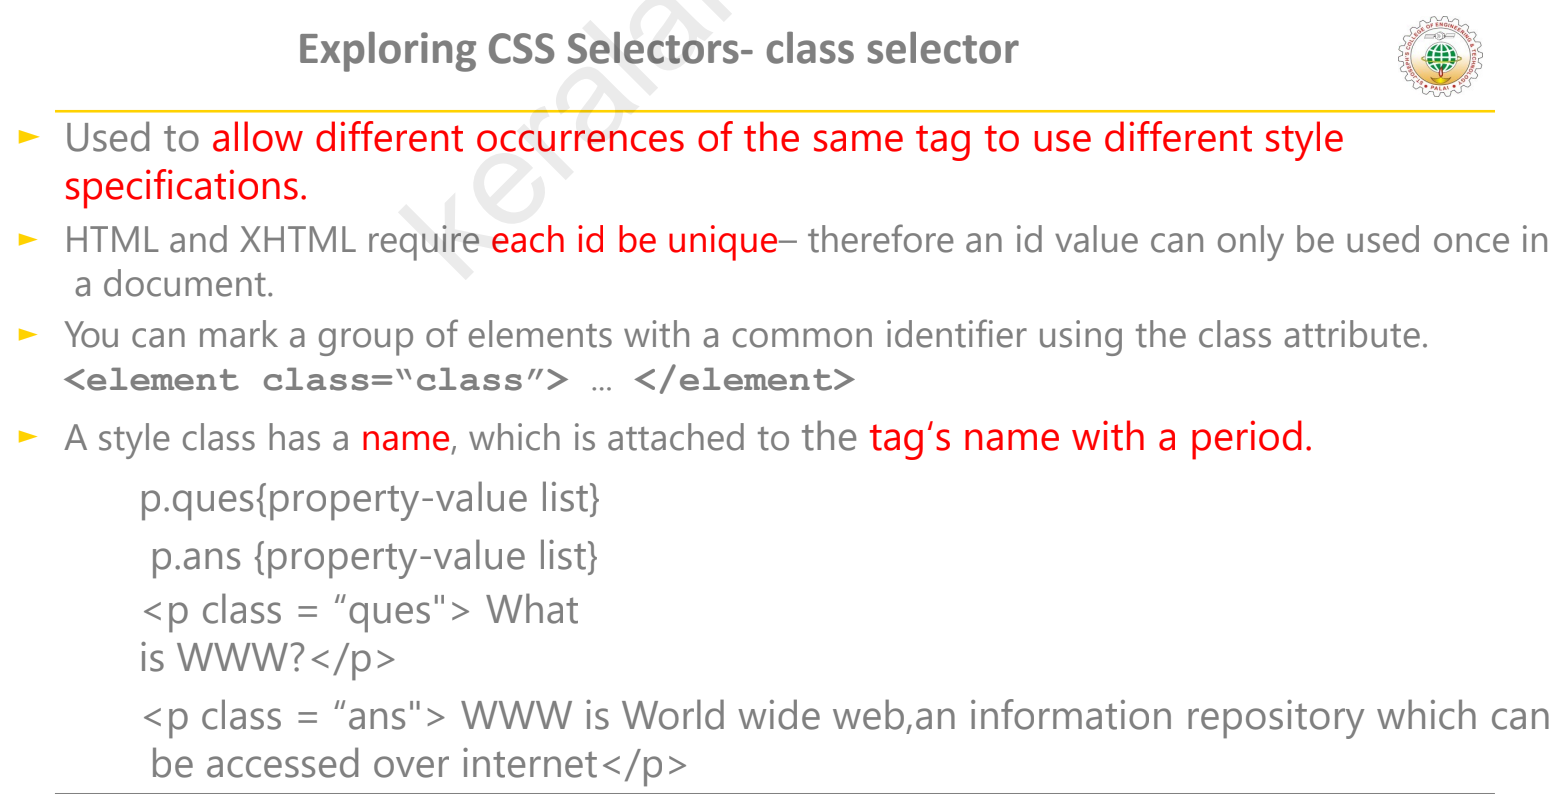 Exploring CSS Selectors- class selector
ST.JOSEPH'S COLLEGE OF ENGINEERING & TECHNOLOGY
PALAI
► Used to allow different occurrences of the same tag to use different style
specifications.
► HTML and XHTML require each id be unique– therefore an id value can only be used once in
a document.
► You can mark a group of elements with a common identifier using the class attribute.
<element class=“class”> … </element>
► A style class has a name, which is attached to the tag‘s name with a period.
p.ques{property-value list}
p.ans {property-value list}
<p class = “ques"> What
is WWW?</p>
<p class = “ans"> WWW is World wide web,an information repository which can
be accessed over internet</p>